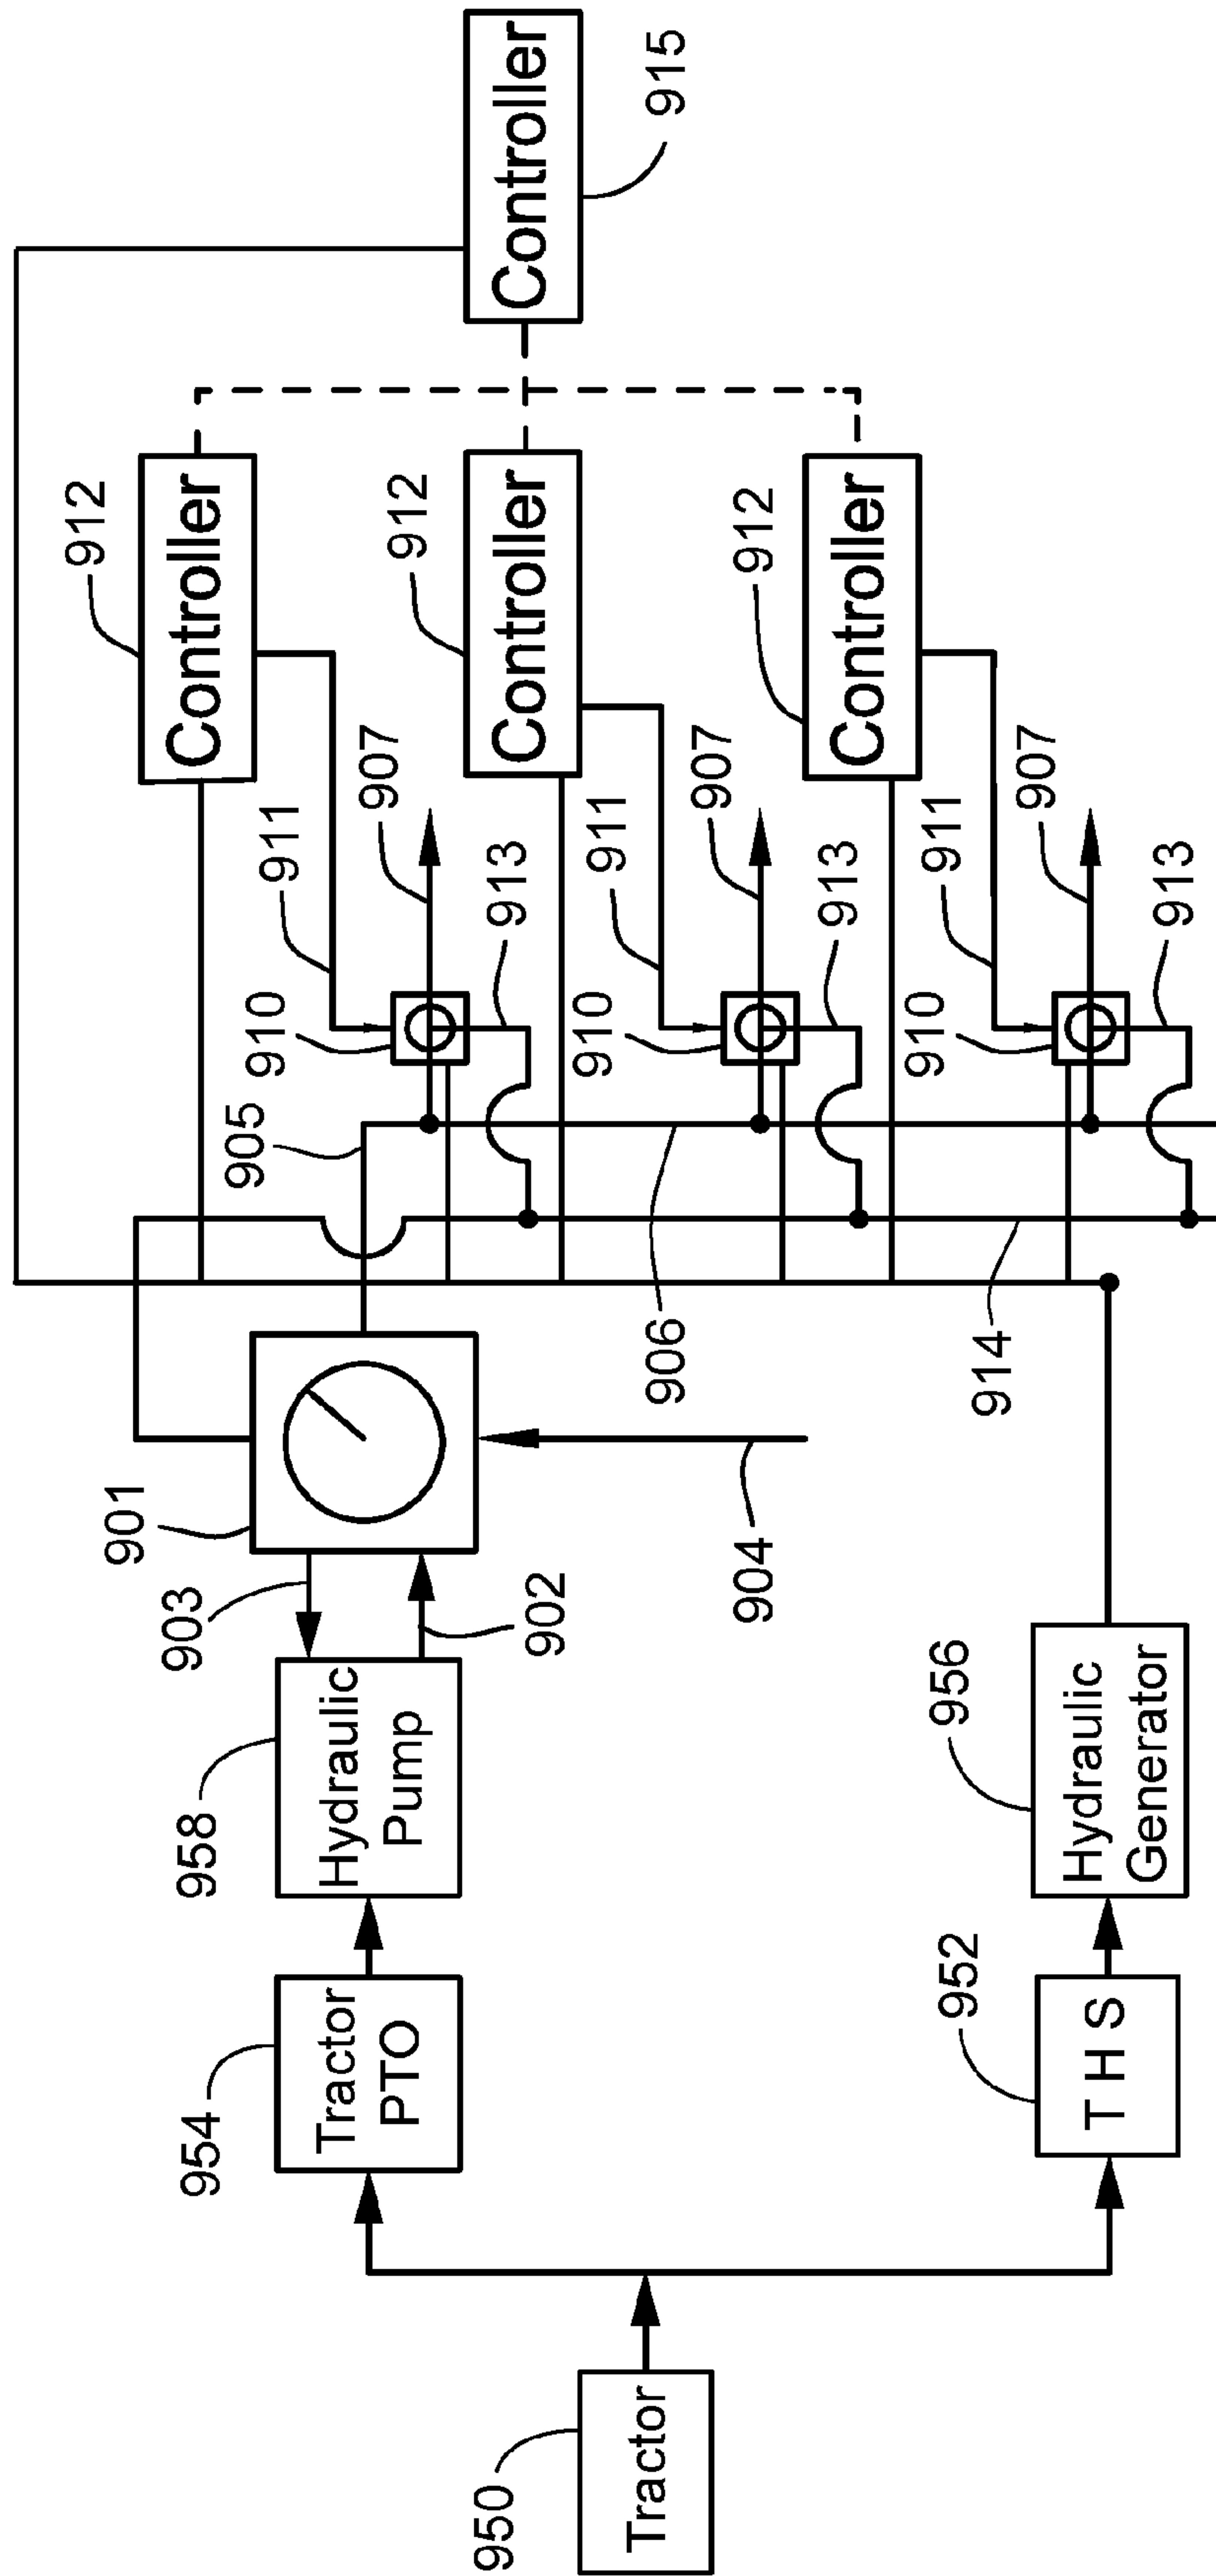 Controller
915
912
Controller
912
Controller
912
Controller
911
907
910
913
911
907
910
913
911
907
910
913
905
906
914
901
903
902
904
958
Hydraulic
Pump
956
Hydraulic
Generator
954
Tractor
PTO
952
T H S
950
Tractor